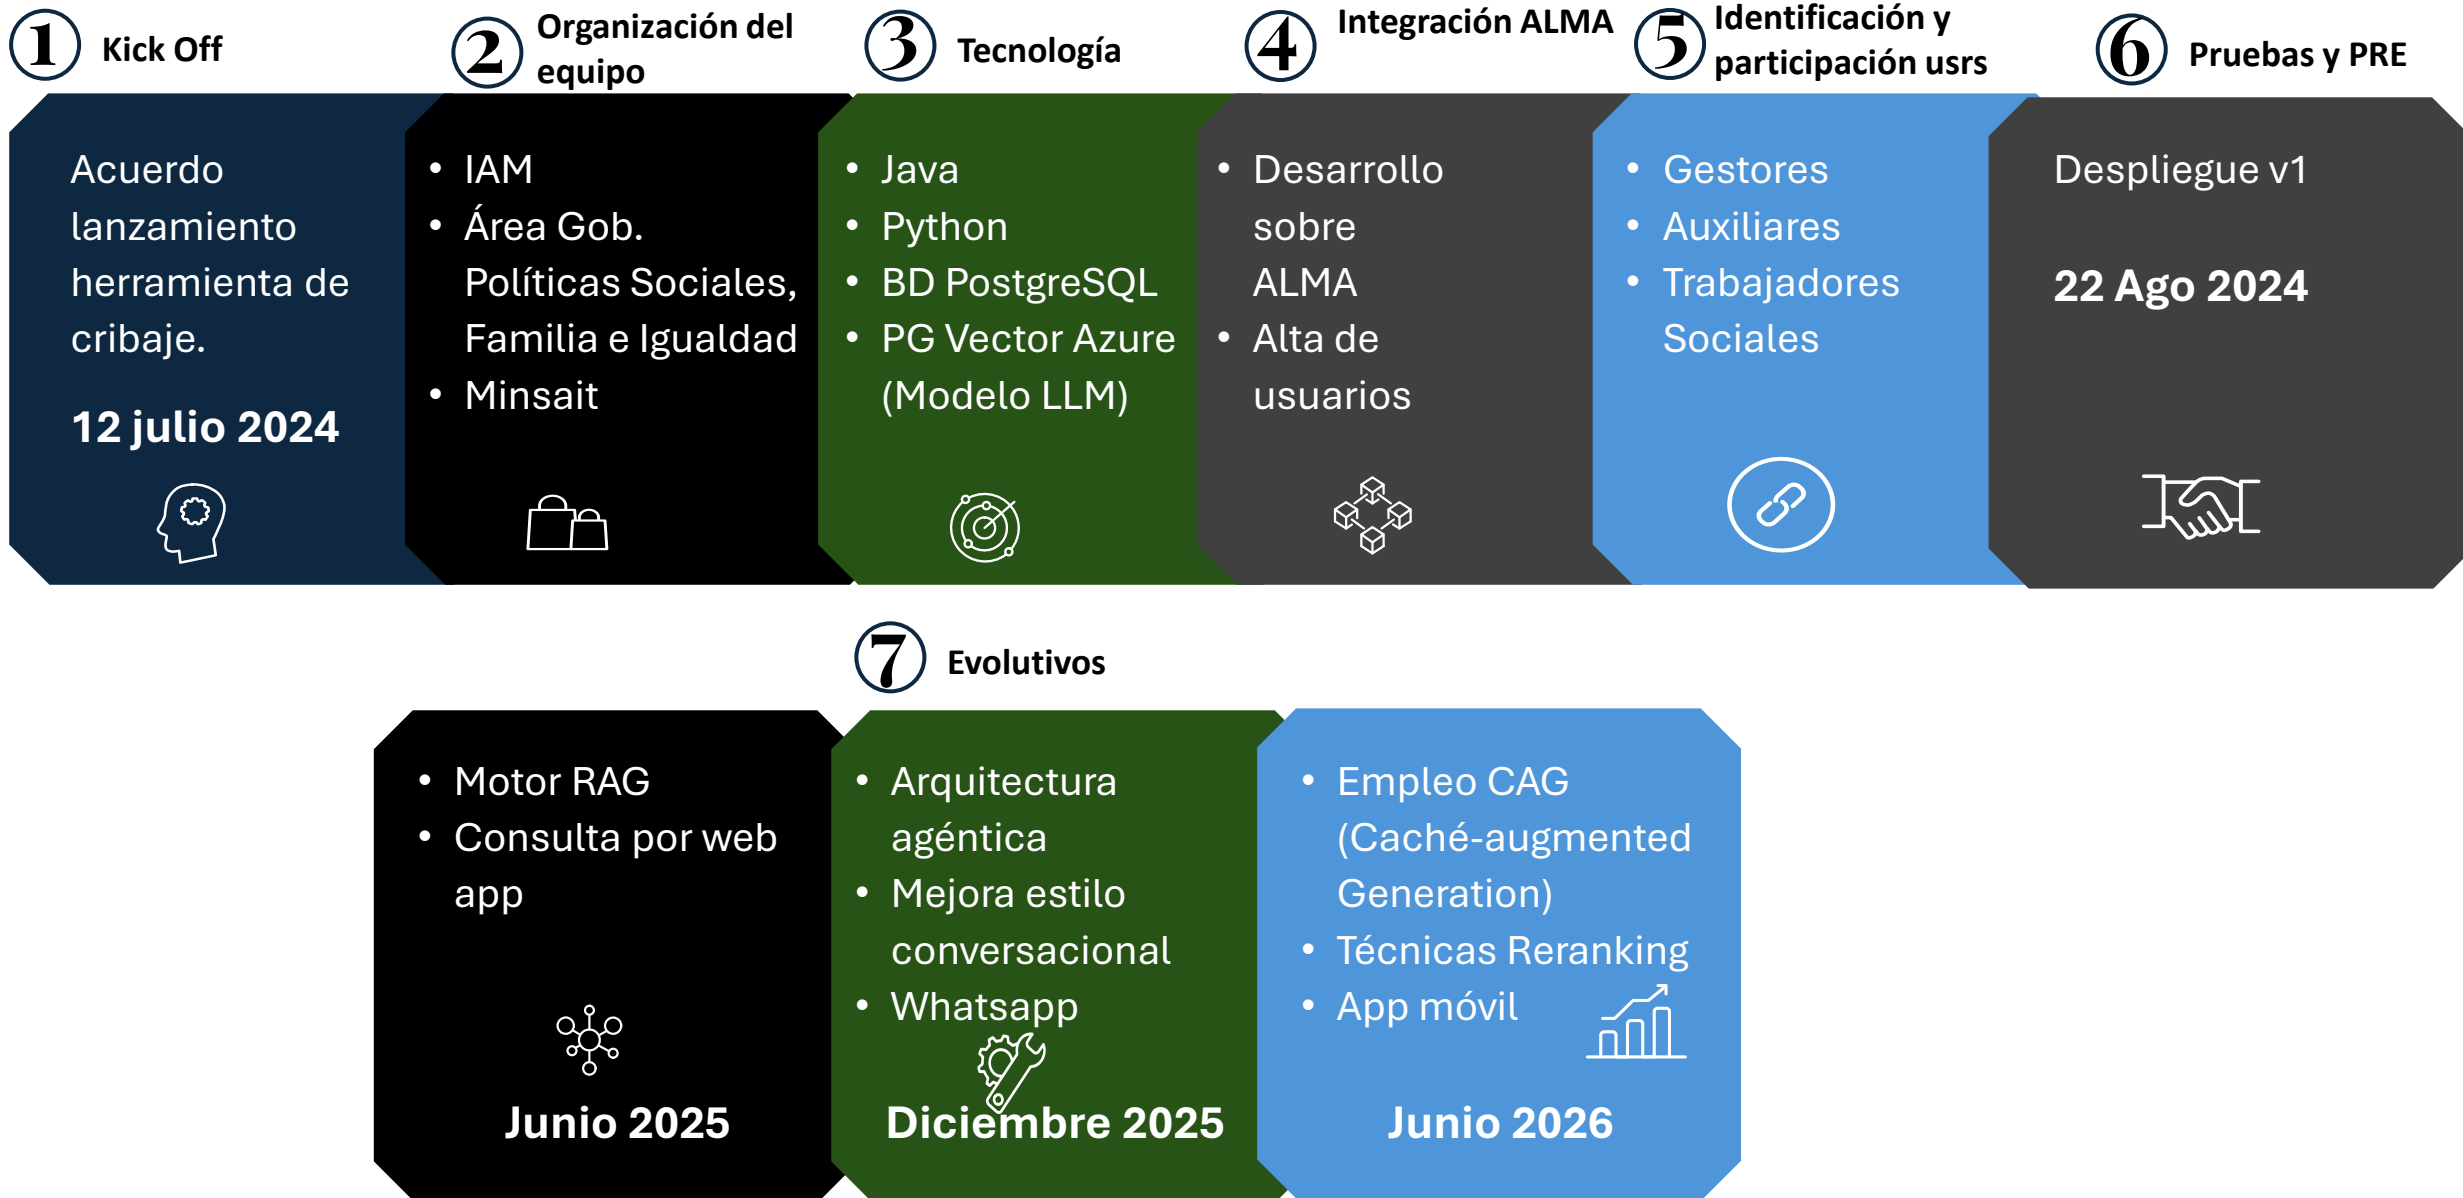 1 Kick Off
Acuerdo
lanzamiento
herramienta de
cribaje.
12 julio 2024
2 Organización del
equipo
• IAM
• Área Gob.
Políticas Sociales,
Familia e Igualdad
• Minsait
3 Tecnología
• Java
• Python
• BD PostgreSQL
• PG Vector Azure
(Modelo LLM)
4 Integración ALMA
• Desarrollo
sobre
ALMA
• Alta de
usuarios
5 Identificación y
participación usrs
• Gestores
• Auxiliares
• Trabajadores
Sociales
6 Pruebas y PRE
Despliegue v1
22 Ago 2024
7 Evolutivos
• Motor RAG
• Consulta por web
app
Junio 2025
• Arquitectura
agéntica
• Mejora estilo
conversacional
• Whatsapp
Diciembre 2025
• Empleo CAG
(Caché-augmented
Generation)
• Técnicas Reranking
• App móvil
Junio 2026